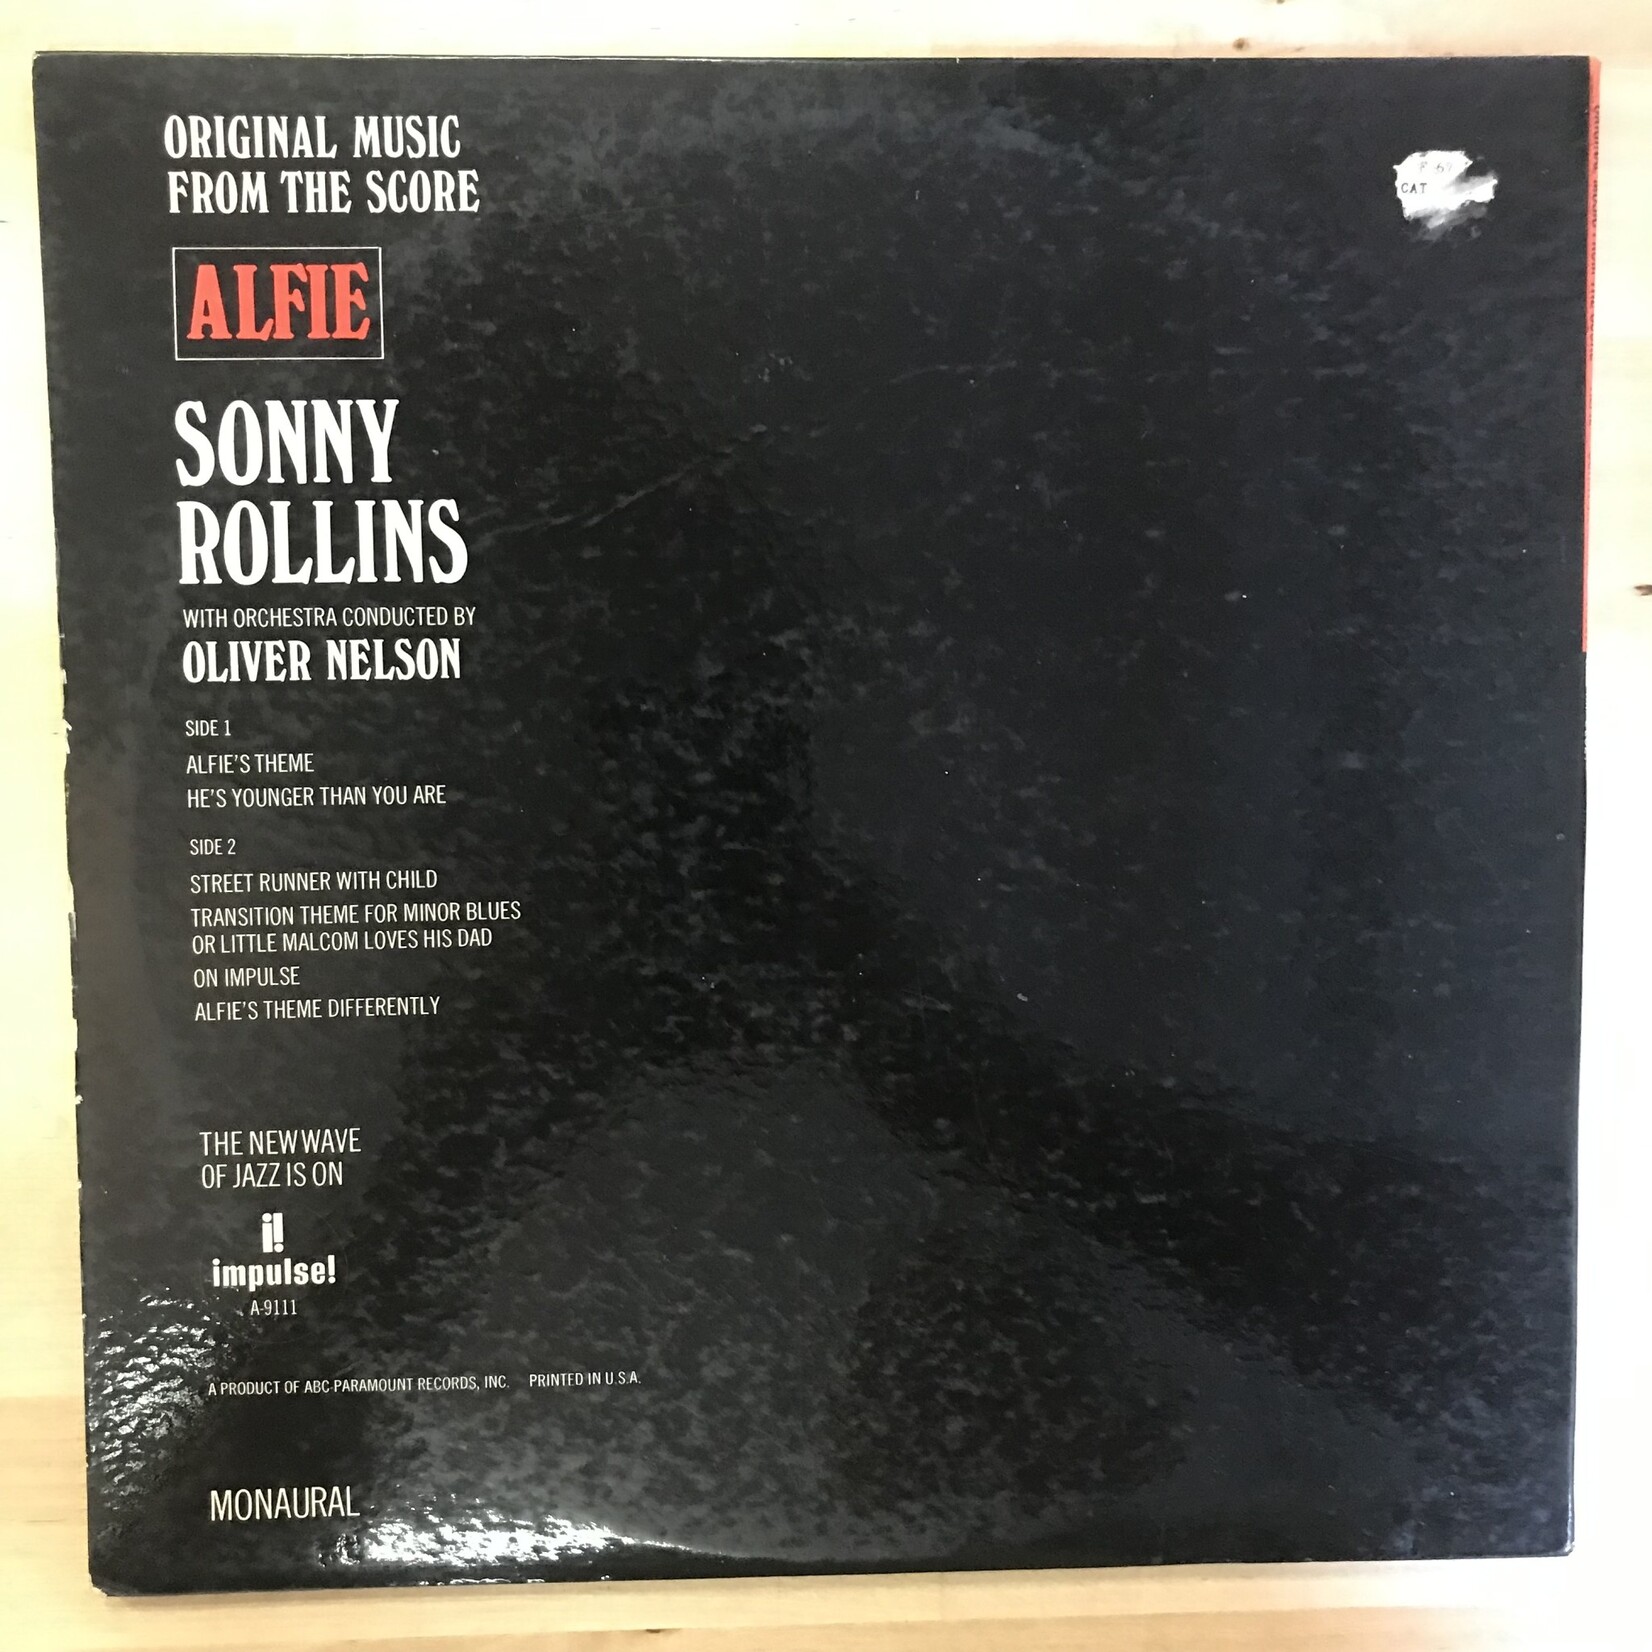 ORIGINAL MUSIC
FROM THE SCORE
ALFIE
SONNY
ROLLINS
WITH ORCHESTRA CONDUCTED BY
OLIVER NELSON
SIDE 1
ALFIE'S THEME
HE'S YOUNGER THAN YOU ARE
SIDE 2
STREET RUNNER WITH CHILD
TRANSITION THEME FOR MINOR BLUES
OR LITTLE MALCOM LOVES HIS DAD
ON IMPULSE
ALFIE'S THEME DIFFERENTLY
THE NEW WAVE
OF JAZZ IS ON
i!
impulse!
A-9111
A PRODUCT OF ABC-PARAMOUNT RECORDS, INC. PRINTED IN U.S.A.
MONAURAL
CAT